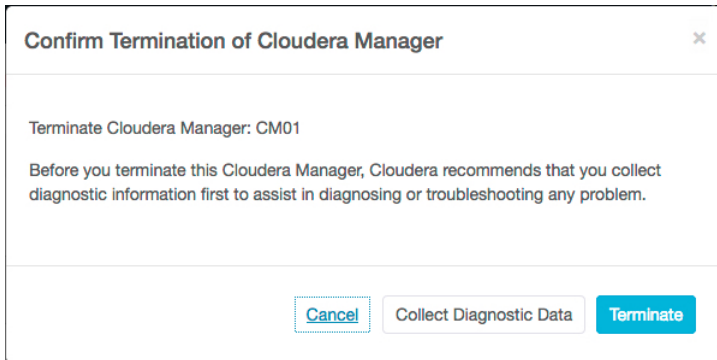 Confirm Termination of Cloudera Manager
×
Terminate Cloudera Manager: CM01
Before you terminate this Cloudera Manager, Cloudera recommends that you collect
diagnostic information first to assist in diagnosing or troubleshooting any problem.
Cancel Collect Diagnostic Data Terminate